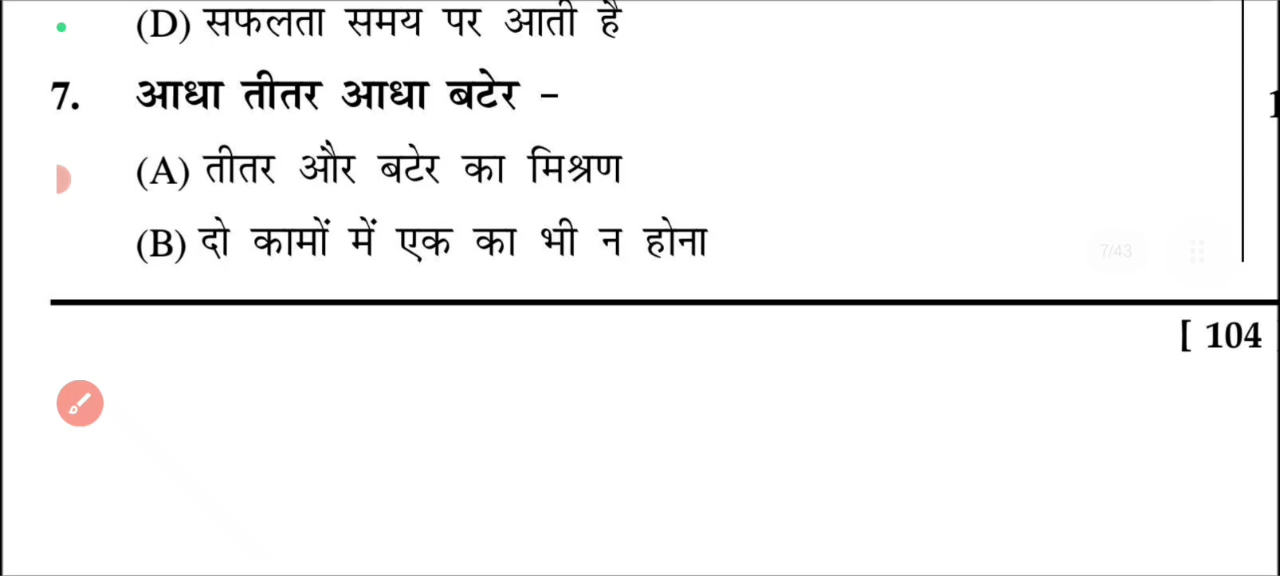 (D) सफलता समय पर आती है
7. आधा तीतर आधा बटेर -
(A) तीतर और बटेर का मिश्रण
(B) दो कामों में एक का भी न होना
7/43
[ 104